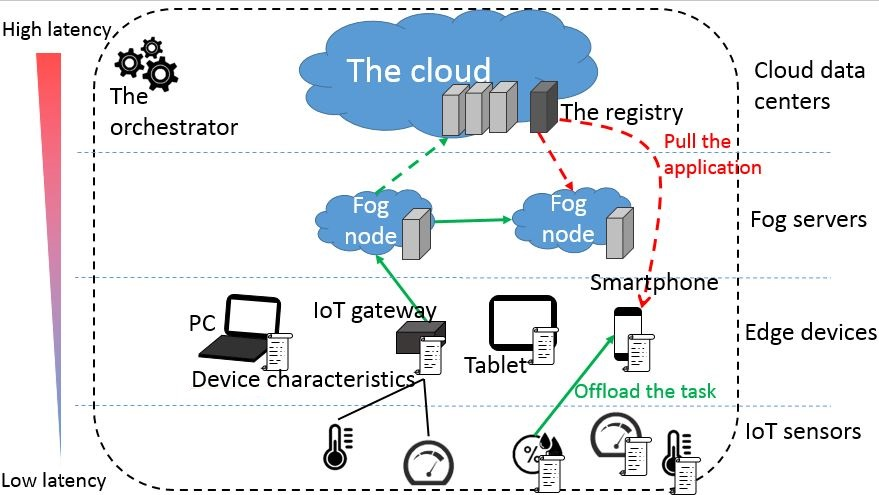 High latency
The cloud
The
orchestrator
The registry
Cloud data
centers
Pull the
application
Fog
node
Fog
node
Fog servers
Smartphone
IoT gateway
PC
Tablet
Edge devices
Device characteristics
Offload the task
%
IoT sensors
Low latency